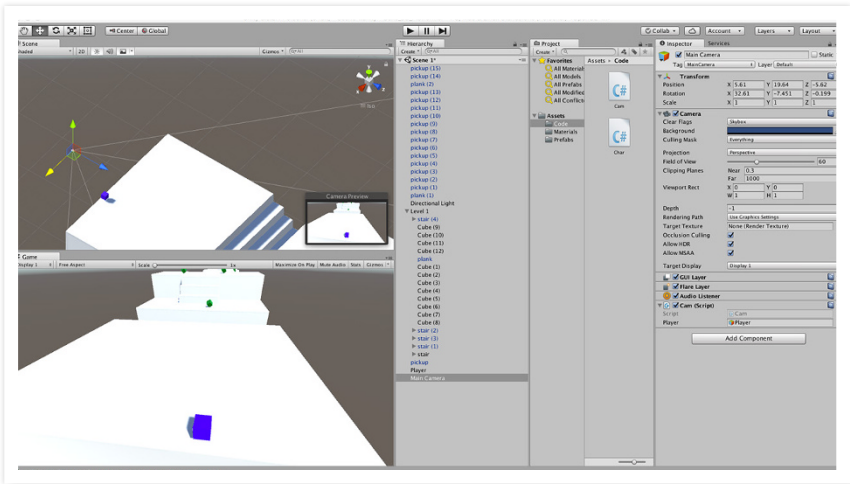 Center
Global
Collab
Account
Layers
Layout
Scene
Shaded
2D
Gizmos
All
Camera Preview
Game
Display 1
Free Aspect
Scale
1x
Maximize On Play
Mute Audio
Stats
Gizmos
Hierarchy
Create
All
Scene 1*
pickup (15)
pickup (14)
plank (2)
pickup (13)
pickup (12)
pickup (11)
pickup (10)
pickup (9)
pickup (8)
pickup (7)
pickup (6)
pickup (5)
pickup (4)
pickup (3)
pickup (2)
pickup (1)
plank (1)
Directional Light
Level 1
stair (4)
Cube (9)
Cube (10)
Cube (11)
Cube (12)
plank
Cube (1)
Cube (2)
Cube (3)
Cube (4)
Cube (5)
Cube (6)
Cube (7)
Cube (8)
stair (2)
stair (3)
stair (1)
stair
pickup
Player
Main Camera
Project
Create
Favorites
All Material
All Models
All Prefabs
All Modified
All Conflict
Assets
Code
Materials
Prefabs
Assets Code
C#
Cam
C#
Char
Inspector
Services
Main Camera
Static
Tag MainCamera
Layer Default
Transform
Position X 5.61 Y 19.64 Z -5.62
Rotation X 32.61 Y -7.451 Z -0.199
Scale X 1 Y 1 Z 1
Camera
Clear Flags Skybox
Background
Culling Mask Everything
Projection Perspective
Field of View 60
Clipping Planes Near 0.3
Far 1000
Viewport Rect X 0 Y 0
W 1 H 1
Depth -1
Rendering Path Use Graphics Settings
Target Texture None (Render Texture)
Occlusion Culling
Allow HDR
Allow MSAA
Target Display Display 1
GUI Layer
Flare Layer
Audio Listener
Cam (Script)
Script Cam
Player Player
Add Component